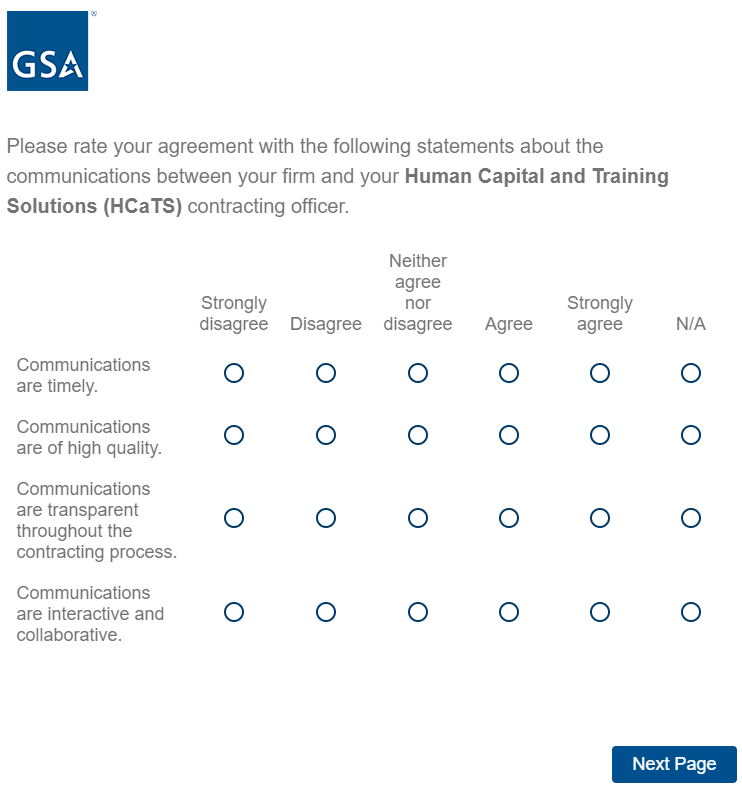 GSA
Please rate your agreement with the following statements about the
communications between your firm and your Human Capital and Training
Solutions (HCaTS) contracting officer.
Strongly disagree
Disagree
Neither agree nor disagree
Agree
Strongly agree
N/A
Communications
are timely.
Communications
are of high quality.
Communications
are transparent
throughout the
contracting process.
Communications
are interactive and
collaborative.
Next Page